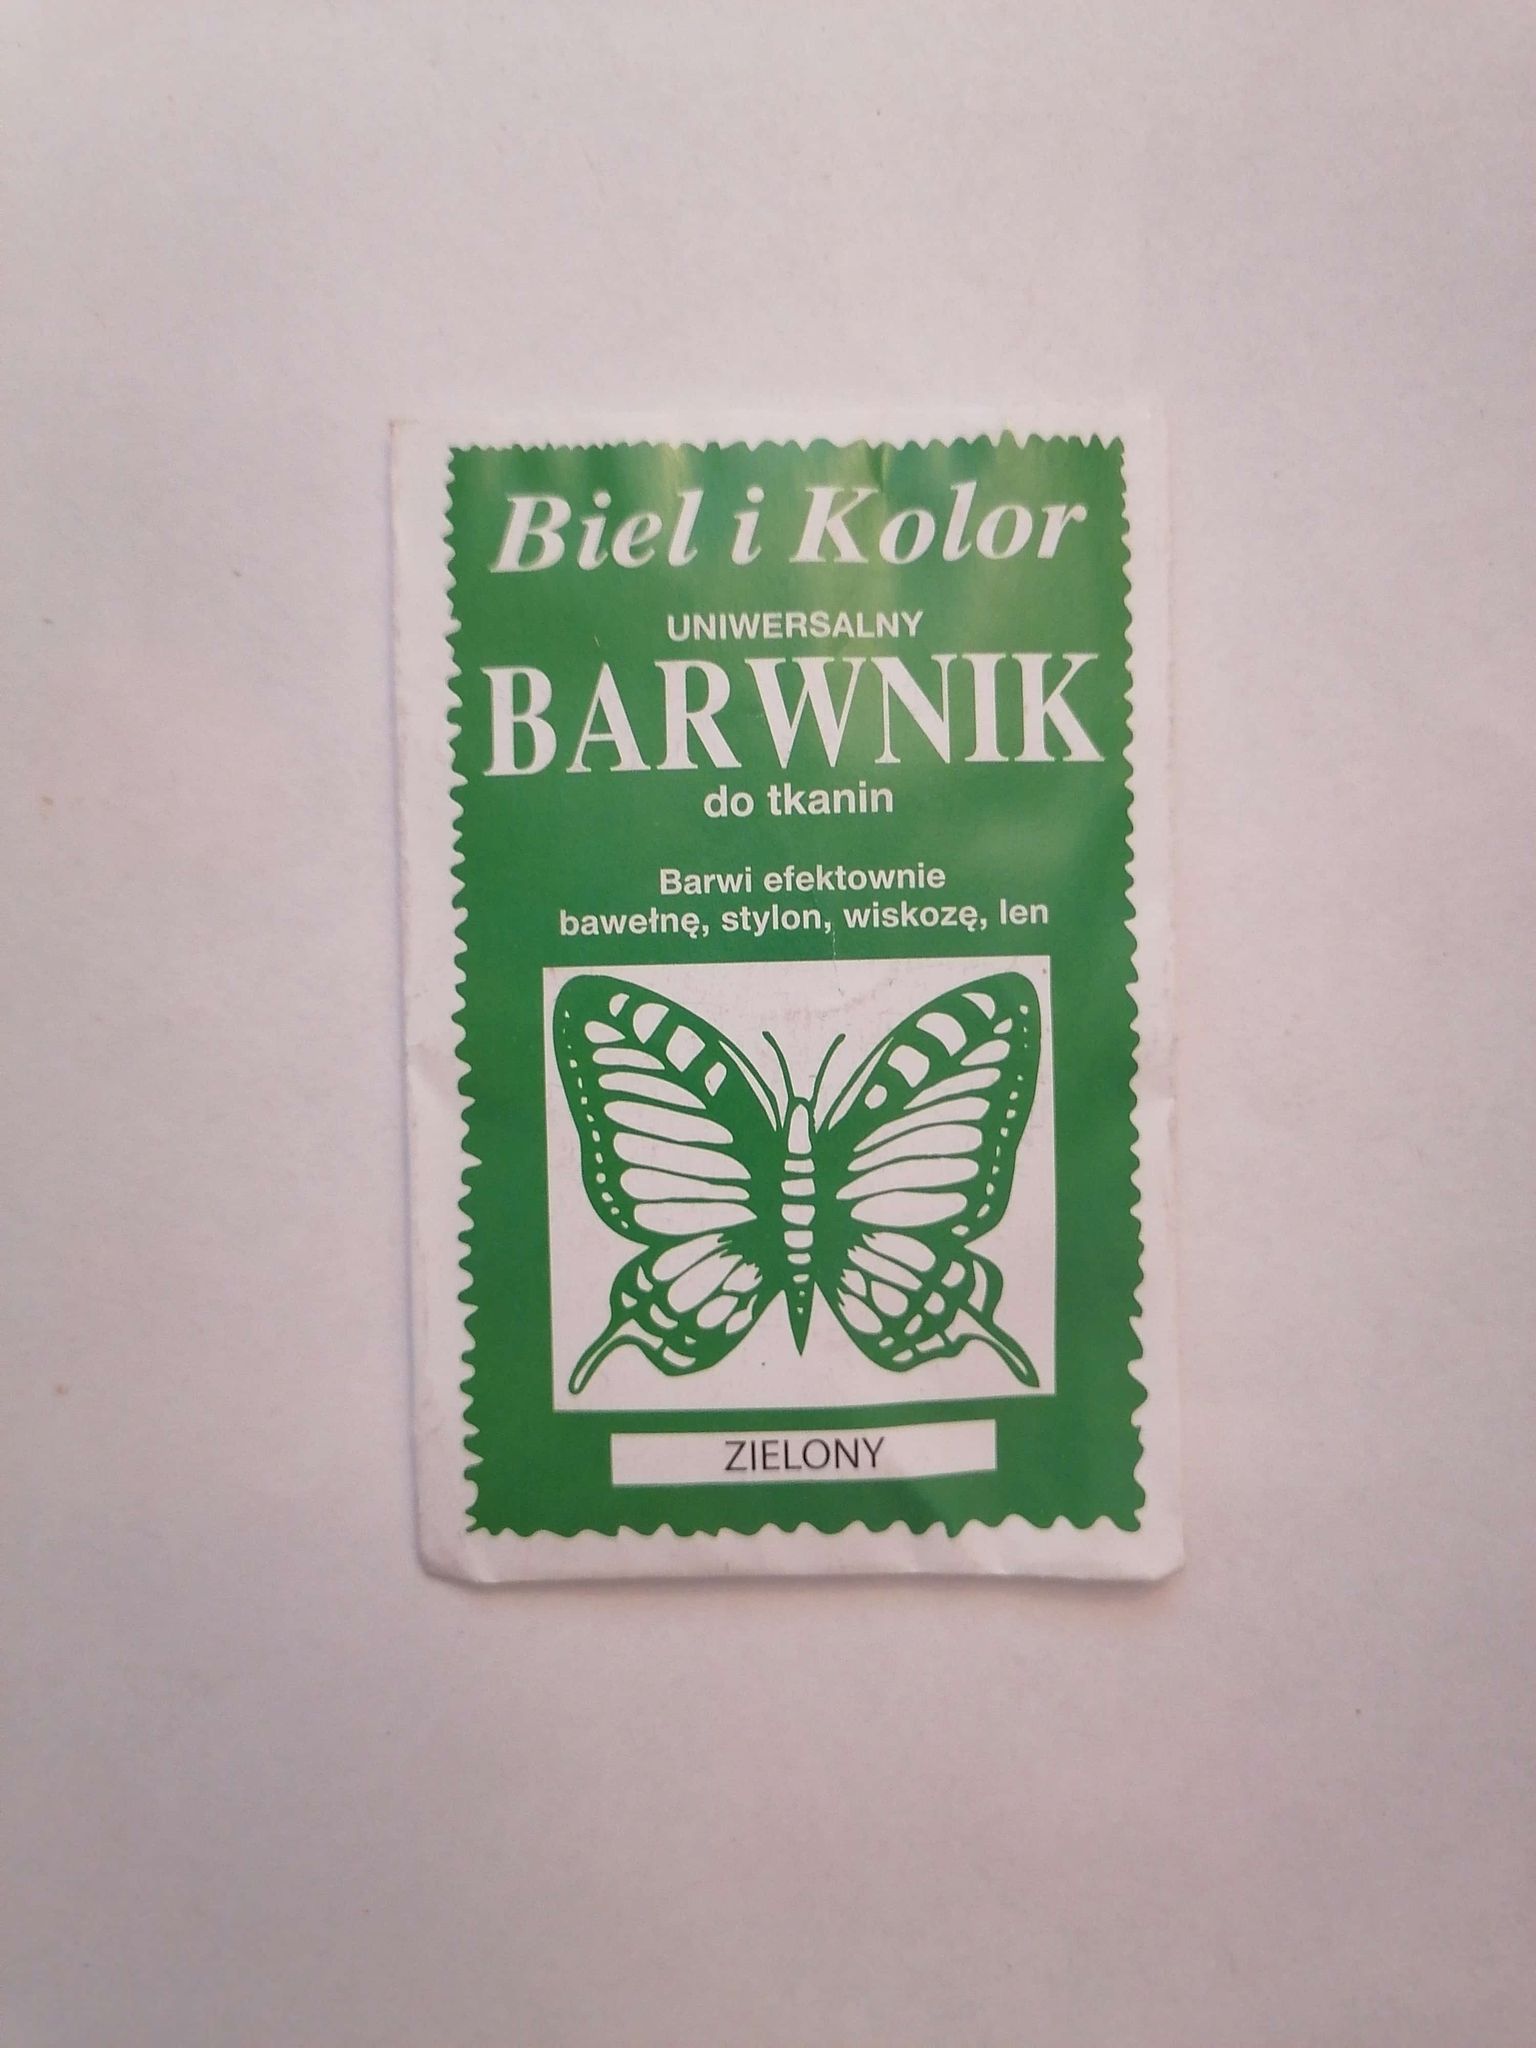 Biel i Kolor
UNIWERSALNY
BARWNIK
do tkanin
Barwi efektownie
bawełnę, stylon, wiskozę, len
ZIELONY